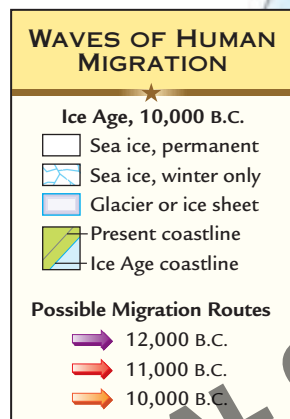 WAVES OF HUMAN
MIGRATION
Ice Age, 10,000 B.C.
Sea ice, permanent
Sea ice, winter only
Glacier or ice sheet
Present coastline
Ice Age coastline
Possible Migration Routes
12,000 B.C.
11,000 B.C.
10,000 B.C.